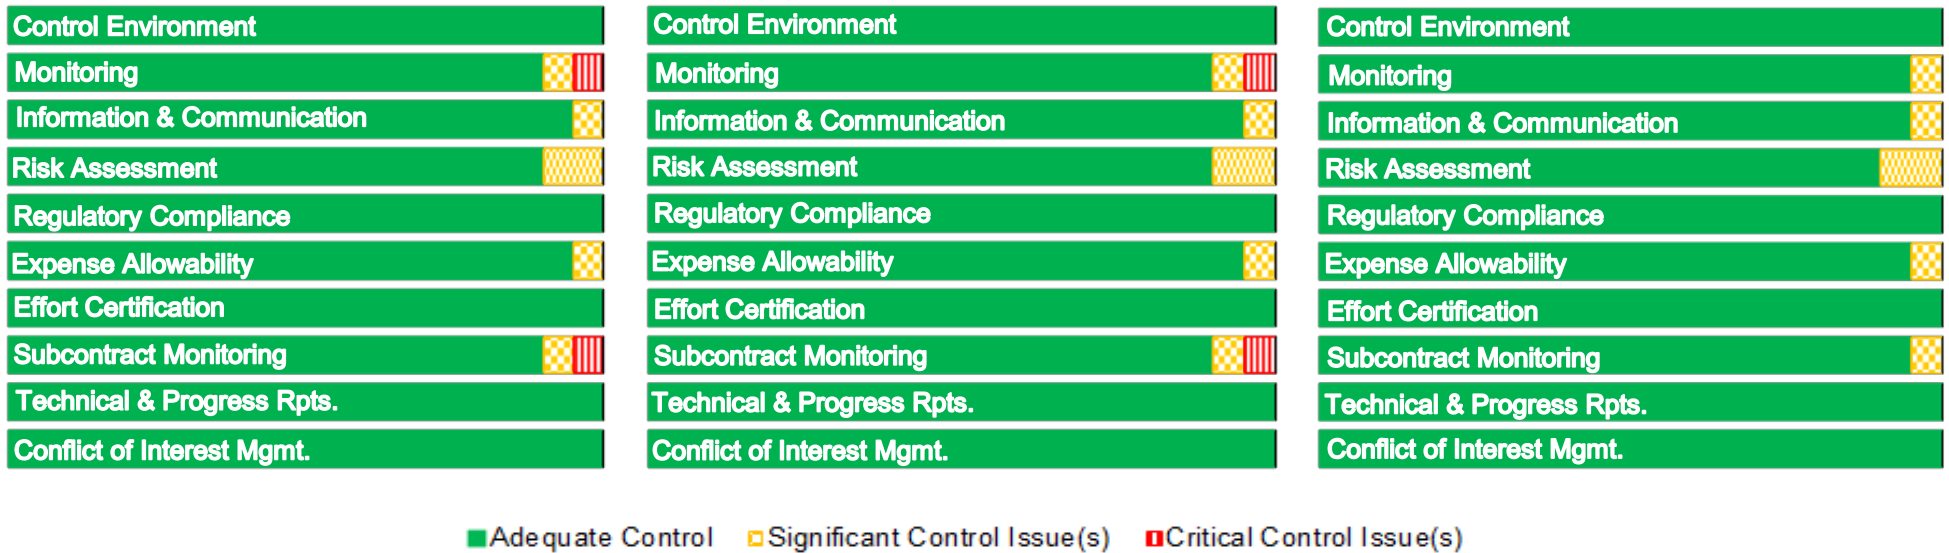 Control Environment
Monitoring
Information & Communication
Risk Assessment
Regulatory Compliance
Expense Allowability
Effort Certification
Subcontract Monitoring
Technical & Progress Rpts.
Conflict of Interest Mgmt.
Control Environment
Monitoring
Information & Communication
Risk Assessment
Regulatory Compliance
Expense Allowability
Effort Certification
Subcontract Monitoring
Technical & Progress Rpts.
Conflict of Interest Mgmt.
Control Environment
Monitoring
Information & Communication
Risk Assessment
Regulatory Compliance
Expense Allowability
Effort Certification
Subcontract Monitoring
Technical & Progress Rpts.
Conflict of Interest Mgmt.
Adequate Control Significant Control Issue(s) Critical Control Issue(s)